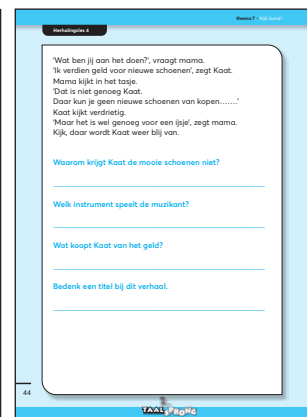 thema 7 - Kijk kunst!
Herhalingsles 4
'Wat ben jij aan het doen?', vraagt mama.
'Ik verdien geld voor nieuwe schoenen', zegt Kaat.
Mama kijkt in het tasje.
'Dat is niet genoeg Kaat.
Daar kun je geen nieuwe schoenen van kopen.......'
Kaat kijkt verdrietig.
'Maar het is wel genoeg voor een ijsje', zegt mama.
Kijk, daar wordt Kaat weer blij van.
Waarom krijgt Kaat de mooie schoenen niet?
Welk instrument speelt de muzikant?
Wat koopt Kaat van het geld?
Bedenk een titel bij dit verhaal.
44
TAALSPRONG